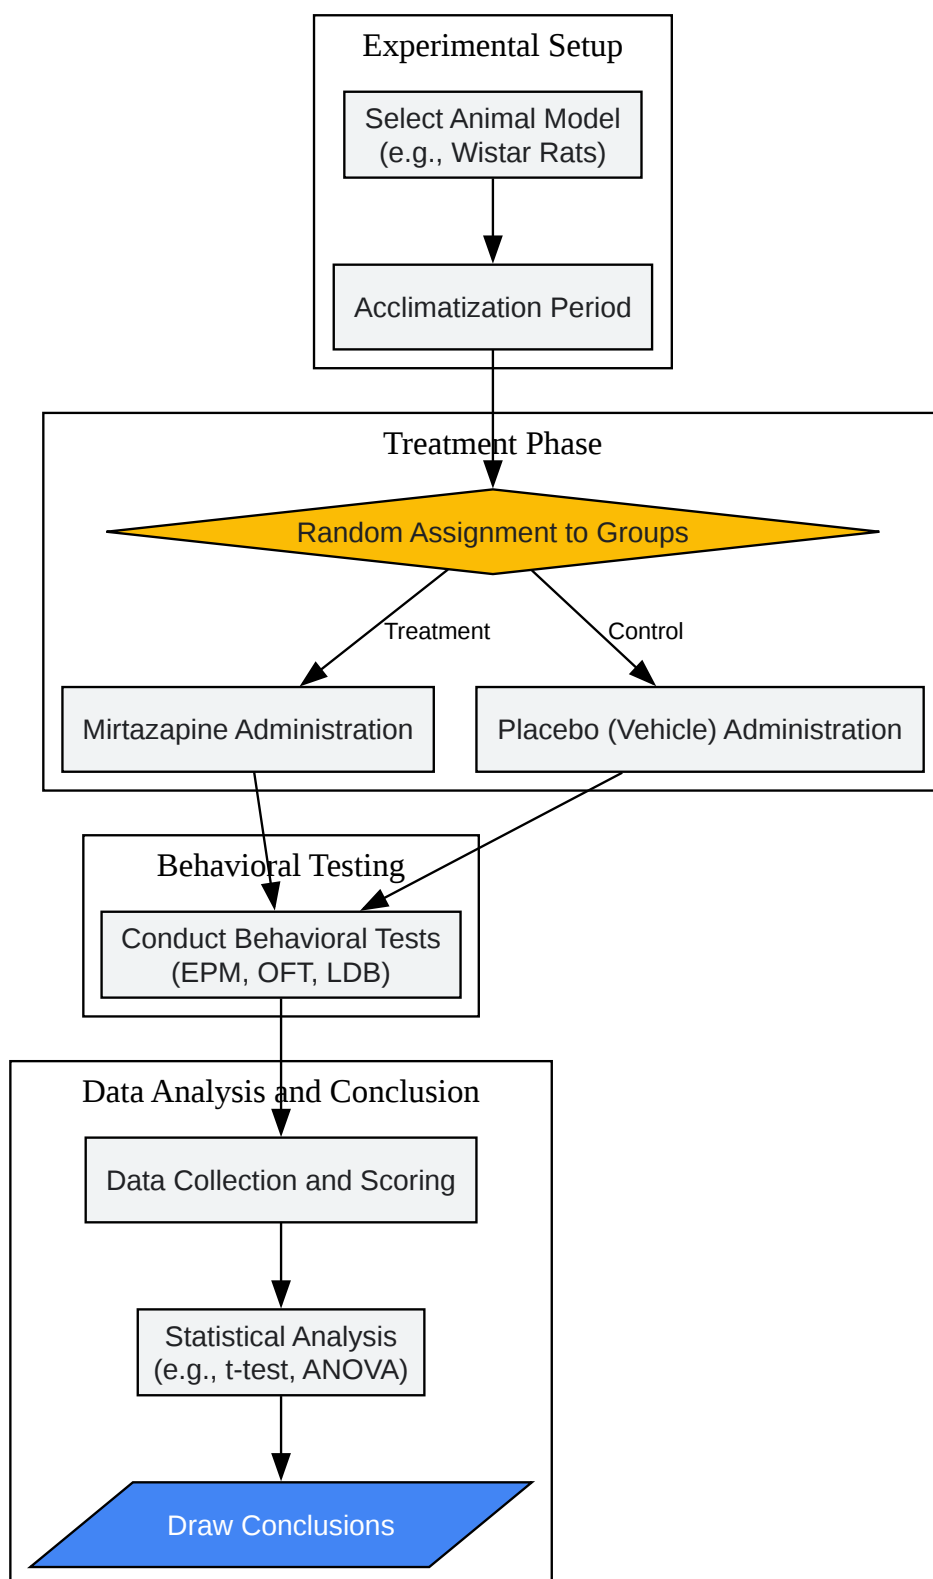 Experimental Setup
Select Animal Model
(e.g., Wistar Rats)
Acclimatization Period
Treatment Phase
Random Assignment to Groups
Treatment
Control
Mirtazapine Administration
Placebo (Vehicle) Administration
Behavioral Testing
Conduct Behavioral Tests
(EPM, OFT, LDB)
Data Analysis and Conclusion
Data Collection and Scoring
Statistical Analysis
(e.g., t-test, ANOVA)
Draw Conclusions